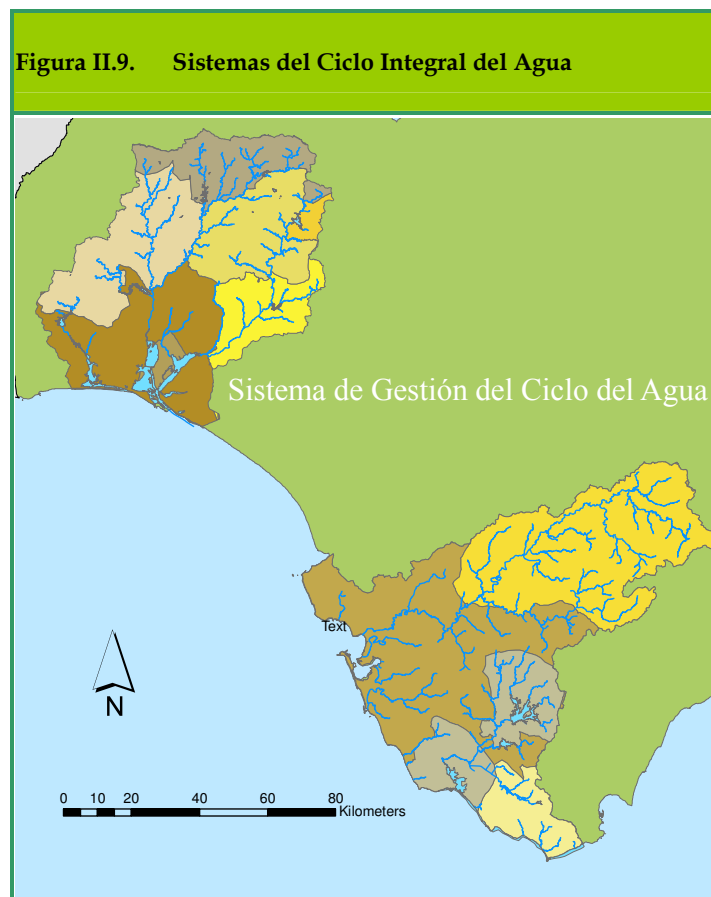 Figura II.9. Sistemas del Ciclo Integral del Agua
Sistema de Gestión del Ciclo del Agua
Text
N
0 10 20 40 60 80
Kilometers